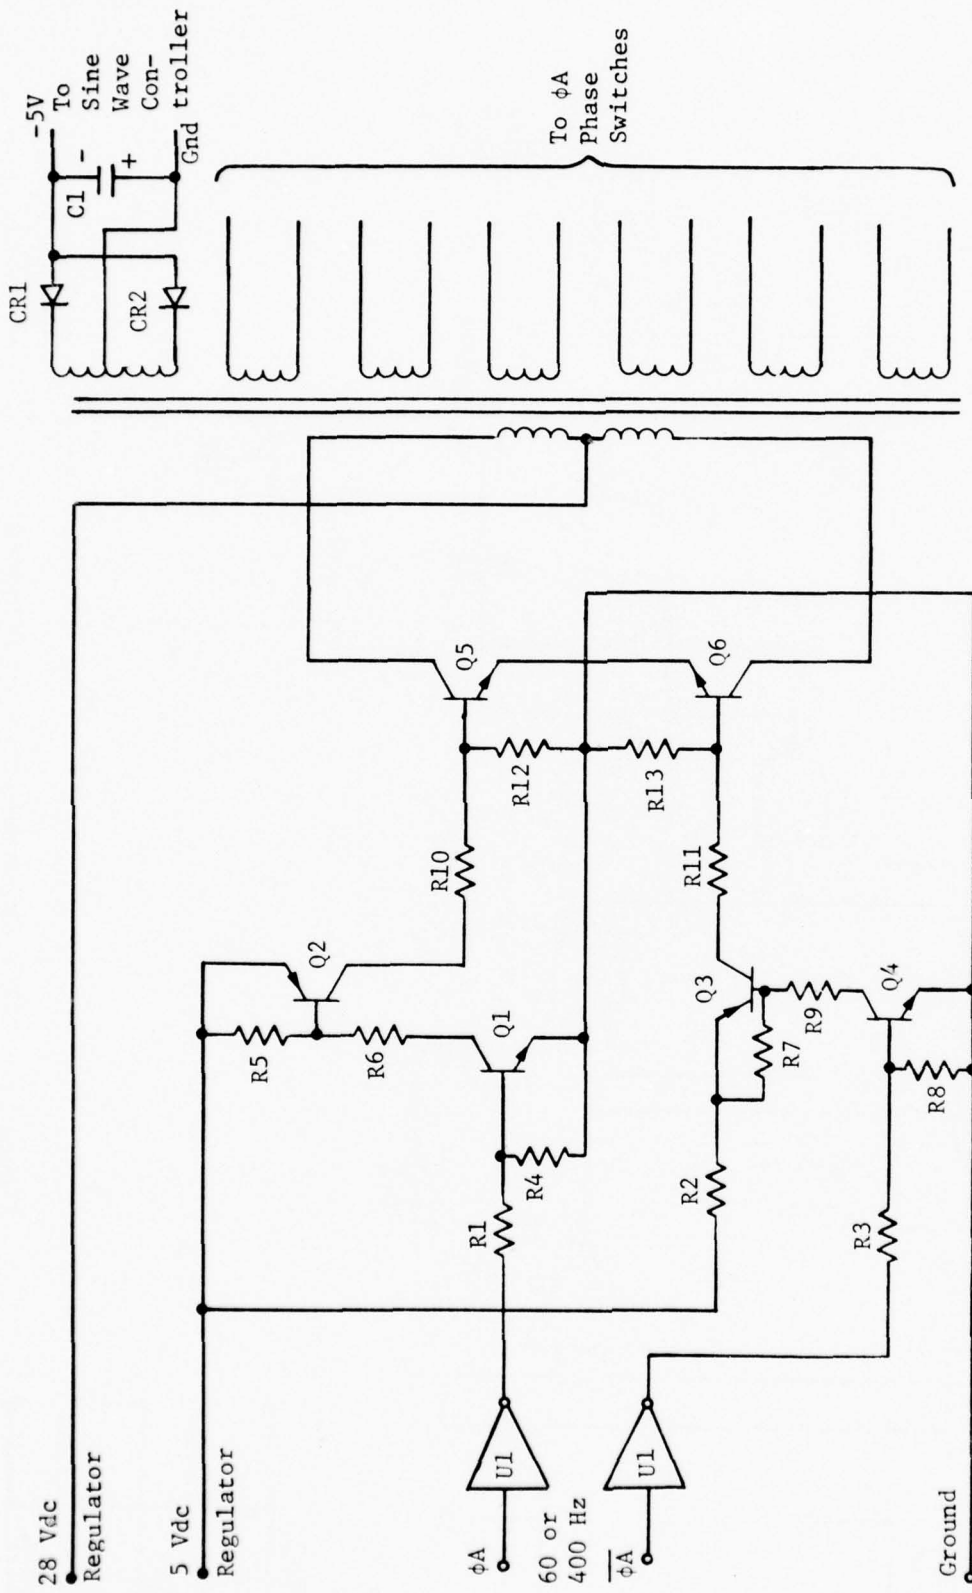 28 Vdc
Regulator
5 Vdc
Regulator
ϕA
60 or
400 Hz
ϕA̅
Ground
U1
U1
R1
R4
R2
R3
R5
R6
R7
R8
R9
Q1
Q2
Q3
Q4
R10
R11
R12
R13
Q5
Q6
CR1
CR2
C1
-
+
-5V
To
Sine
Wave
Con-
troller
Gnd
To ϕA
Phase
Switches